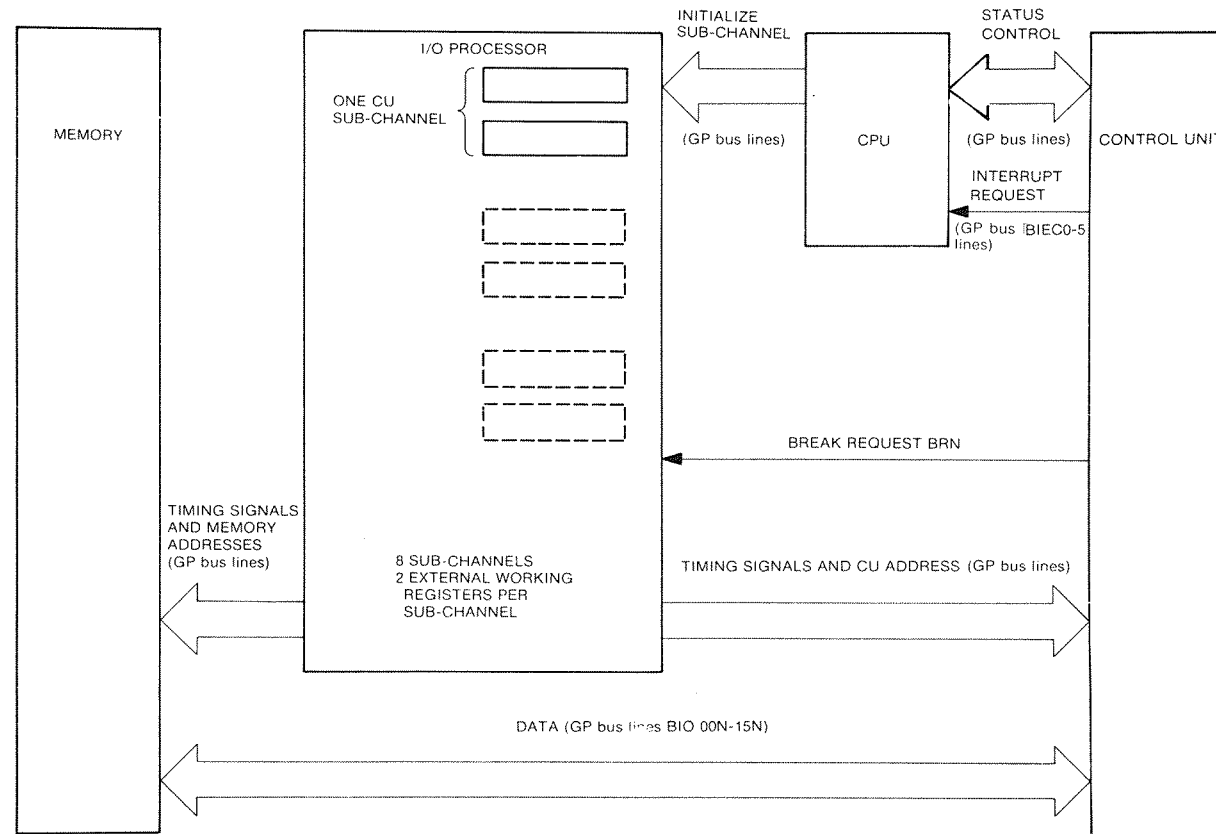 INITIALIZE
SUB-CHANNEL
STATUS
CONTROL
I/O PROCESSOR
ONE CU
SUB-CHANNEL
MEMORY
(GP bus lines)
CPU
(GP bus lines)
CONTROL UNIT
INTERRUPT
REQUEST
(GP bus BIEC0-5
lines)
BREAK REQUEST BRN
TIMING SIGNALS
AND MEMORY
ADDRESSES
(GP bus lines)
8 SUB-CHANNELS
2 EXTERNAL WORKING
REGISTERS PER
SUB-CHANNEL
TIMING SIGNALS AND CU ADDRESS (GP bus lines)
DATA (GP bus lines BIO 00N-15N)